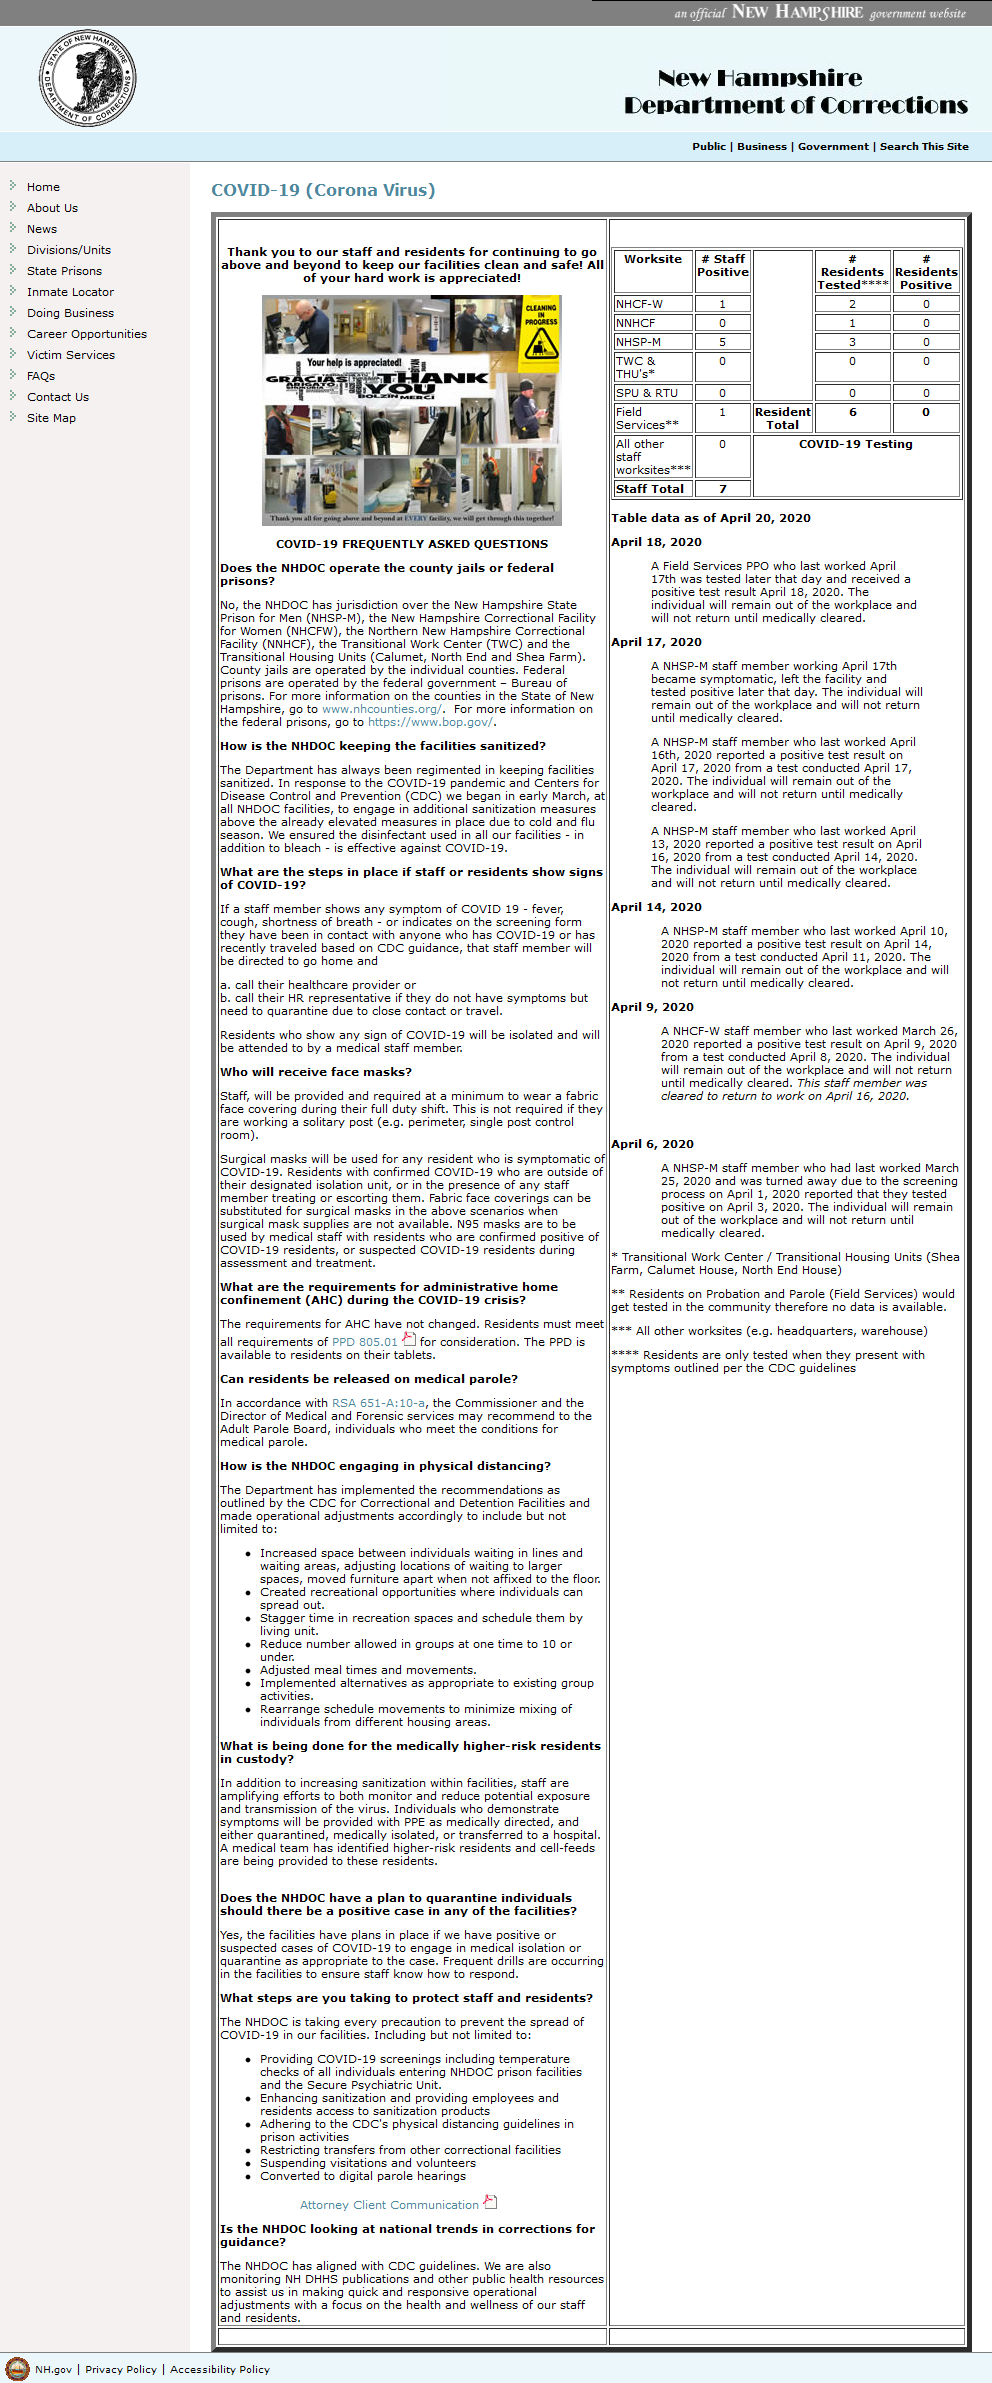 an official NEW HAMPSHIRE government website
STATE OF NEW HAMPSHIRE
DEPARTMENT OF CORRECTIONS
New Hampshire
Department of Corrections
Public | Business | Government | Search This Site
Home
About Us
News
Divisions/Units
State Prisons
Inmate Locator
Doing Business
Career Opportunities
Victim Services
FAQs
Contact Us
Site Map
COVID-19 (Corona Virus)
Thank you to our staff and residents for continuing to go
above and beyond to keep our facilities clean and safe! All
of your hard work is appreciated!
CLEANING
IN
PROGRESS
Your help is appreciated!
GRACIAS
ARIGATO
THANK
YOU
BOLZIN MERCI
Thank you all for going above and beyond at EVERY facility, we will get through this together!
COVID-19 FREQUENTLY ASKED QUESTIONS
Does the NHDOC operate the county jails or federal
prisons?
No, the NHDOC has jurisdiction over the New Hampshire State
Prison for Men (NHSP-M), the New Hampshire Correctional Facility
for Women (NHCFW), the Northern New Hampshire Correctional
Facility (NNHCF), the Transitional Work Center (TWC) and the
Transitional Housing Units (Calumet, North End and Shea Farm).
County jails are operated by the individual counties. Federal
prisons are operated by the federal government – Bureau of
prisons. For more information on the counties in the State of New
Hampshire, go to www.nhcounties.org/.  For more information on
the federal prisons, go to https://www.bop.gov/.
How is the NHDOC keeping the facilities sanitized?
The Department has always been regimented in keeping facilities
sanitized. In response to the COVID-19 pandemic and Centers for
Disease Control and Prevention (CDC) we began in early March, at
all NHDOC facilities, to engage in additional sanitization measures
above the already elevated measures in place due to cold and flu
season. We ensured the disinfectant used in all our facilities - in
addition to bleach - is effective against COVID-19.
What are the steps in place if staff or residents show signs
of COVID-19?
If a staff member shows any symptom of COVID 19 - fever,
cough, shortness of breath - or indicates on the screening form
they have been in contact with anyone who has COVID-19 or has
recently traveled based on CDC guidance, that staff member will
be directed to go home and
a. call their healthcare provider or
b. call their HR representative if they do not have symptoms but
need to quarantine due to close contact or travel.
Residents who show any sign of COVID-19 will be isolated and will
be attended to by a medical staff member.
Who will receive face masks?
Staff, will be provided and required at a minimum to wear a fabric
face covering during their full duty shift. This is not required if they
are working a solitary post (e.g. perimeter, single post control
room).
Surgical masks will be used for any resident who is symptomatic of
COVID-19. Residents with confirmed COVID-19 who are outside of
their designated isolation unit, or in the presence of any staff
member treating or escorting them. Fabric face coverings can be
substituted for surgical masks in the above scenarios when
surgical mask supplies are not available. N95 masks are to be
used by medical staff with residents who are confirmed positive of
COVID-19 residents, or suspected COVID-19 residents during
assessment and treatment.
What are the requirements for administrative home
confinement (AHC) during the COVID-19 crisis?
The requirements for AHC have not changed. Residents must meet
all requirements of PPD 805.01 for consideration. The PPD is
available to residents on their tablets.
Can residents be released on medical parole?
In accordance with RSA 651-A:10-a, the Commissioner and the
Director of Medical and Forensic services may recommend to the
Adult Parole Board, individuals who meet the conditions for
medical parole.
How is the NHDOC engaging in physical distancing?
The Department has implemented the recommendations as
outlined by the CDC for Correctional and Detention Facilities and
made operational adjustments accordingly to include but not
limited to:
• Increased space between individuals waiting in lines and
waiting areas, adjusting locations of waiting to larger
spaces, moved furniture apart when not affixed to the floor.
• Created recreational opportunities where individuals can
spread out.
• Stagger time in recreation spaces and schedule them by
living unit.
• Reduce number allowed in groups at one time to 10 or
under.
• Adjusted meal times and movements.
• Implemented alternatives as appropriate to existing group
activities.
• Rearrange schedule movements to minimize mixing of
individuals from different housing areas.
What is being done for the medically higher-risk residents
in custody?
In addition to increasing sanitization within facilities, staff are
amplifying efforts to both monitor and reduce potential exposure
and transmission of the virus. Individuals who demonstrate
symptoms will be provided with PPE as medically directed, and
either quarantined, medically isolated, or transferred to a hospital.
A medical team has identified higher-risk residents and cell-feeds
are being provided to these residents.
Does the NHDOC have a plan to quarantine individuals
should there be a positive case in any of the facilities?
Yes, the facilities have plans in place if we have positive or
suspected cases of COVID-19 to engage in medical isolation or
quarantine as appropriate to the case. Frequent drills are occurring
in the facilities to ensure staff know how to respond.
What steps are you taking to protect staff and residents?
The NHDOC is taking every precaution to prevent the spread of
COVID-19 in our facilities. Including but not limited to:
• Providing COVID-19 screenings including temperature
checks of all individuals entering NHDOC prison facilities
and the Secure Psychiatric Unit.
• Enhancing sanitization and providing employees and
residents access to sanitization products
• Adhering to the CDC's physical distancing guidelines in
prison activities
• Restricting transfers from other correctional facilities
• Suspending visitations and volunteers
• Converted to digital parole hearings
Attorney Client Communication
Is the NHDOC looking at national trends in corrections for
guidance?
The NHDOC has aligned with CDC guidelines. We are also
monitoring NH DHHS publications and other public health resources
to assist us in making quick and responsive operational
adjustments with a focus on the health and wellness of our staff
and residents.
Worksite # Staff Positive # Residents Tested**** # Residents Positive
NHCF-W 1 2 0
NNHCF 0 1 0
NHSP-M 5 3 0
TWC & THU's* 0 0 0
SPU & RTU 0 0 0
Field Services** 1 Resident Total 6 0
All other staff worksites*** 0 COVID-19 Testing
Staff Total 7
Table data as of April 20, 2020
April 18, 2020
A Field Services PPO who last worked April
17th was tested later that day and received a
positive test result April 18, 2020. The
individual will remain out of the workplace and
will not return until medically cleared.
April 17, 2020
A NHSP-M staff member working April 17th
became symptomatic, left the facility and
tested positive later that day. The individual will
remain out of the workplace and will not return
until medically cleared.
A NHSP-M staff member who last worked April
16th, 2020 reported a positive test result on
April 17, 2020 from a test conducted April 17,
2020. The individual will remain out of the
workplace and will not return until medically
cleared.
A NHSP-M staff member who last worked April
13, 2020 reported a positive test result on April
16, 2020 from a test conducted April 14, 2020.
The individual will remain out of the workplace
and will not return until medically cleared.
April 14, 2020
A NHSP-M staff member who last worked April 10,
2020 reported a positive test result on April 14,
2020 from a test conducted April 11, 2020. The
individual will remain out of the workplace and will
not return until medically cleared.
April 9, 2020
A NHCF-W staff member who last worked March 26,
2020 reported a positive test result on April 9, 2020
from a test conducted April 8, 2020. The individual
will remain out of the workplace and will not return
until medically cleared. This staff member was
cleared to return to work on April 16, 2020.
April 6, 2020
A NHSP-M staff member who had last worked March
25, 2020 and was turned away due to the screening
process on April 1, 2020 reported that they tested
positive on April 3, 2020. The individual will remain
out of the workplace and will not return until
medically cleared.
* Transitional Work Center / Transitional Housing Units (Shea
Farm, Calumet House, North End House)
** Residents on Probation and Parole (Field Services) would
get tested in the community therefore no data is available.
*** All other worksites (e.g. headquarters, warehouse)
**** Residents are only tested when they present with
symptoms outlined per the CDC guidelines
NH.gov | Privacy Policy | Accessibility Policy